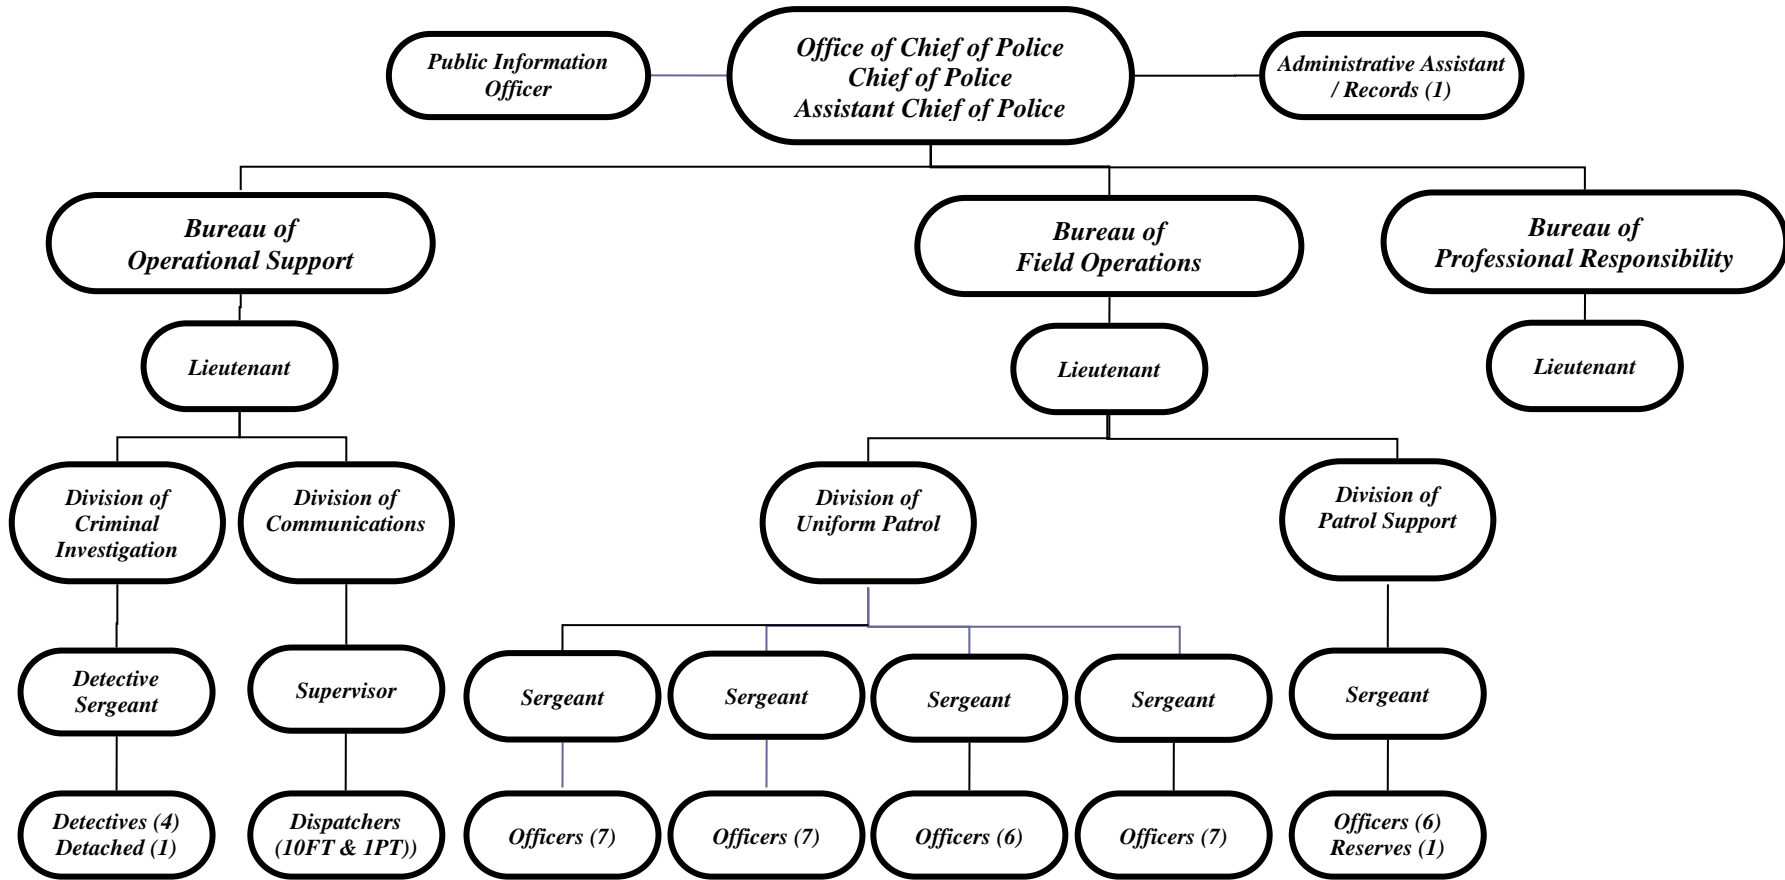 Public Information
Officer
Office of Chief of Police
Chief of Police
Assistant Chief of Police
Administrative Assistant
/ Records (1)
Bureau of
Operational Support
Bureau of
Field Operations
Bureau of
Professional Responsibility
Lieutenant
Lieutenant
Lieutenant
Division of
Criminal
Investigation
Division of
Communications
Division of
Uniform Patrol
Division of
Patrol Support
Detective
Sergeant
Supervisor
Sergeant
Sergeant
Sergeant
Sergeant
Sergeant
Detectives (4)
Detached (1)
Dispatchers
(10FT & 1PT))
Officers (7)
Officers (7)
Officers (6)
Officers (7)
Officers (6)
Reserves (1)